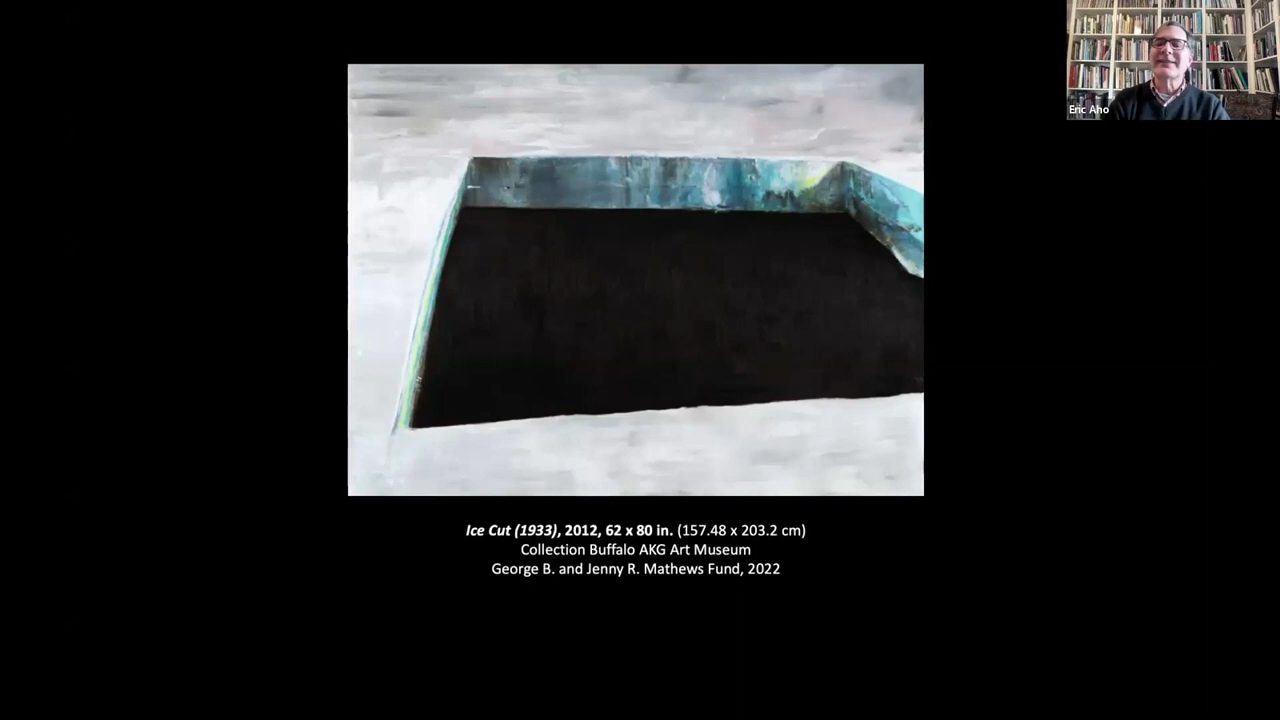 Eric Aho
Ice Cut (1933), 2012, 62 x 80 in. (157.48 x 203.2 cm)
Collection Buffalo AKG Art Museum
George B. and Jenny R. Mathews Fund, 2022